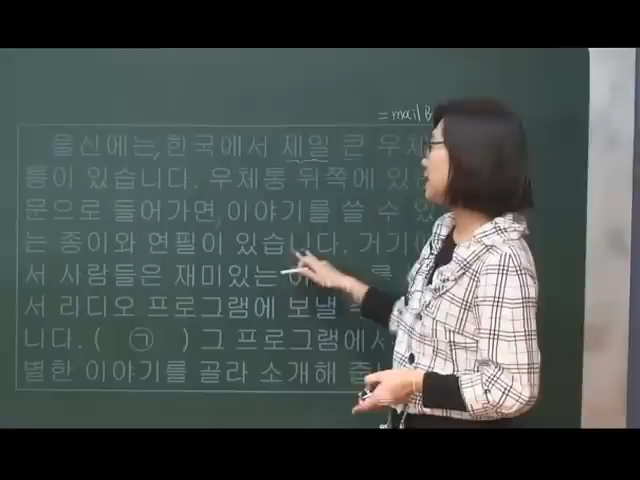 = mail B
울산에는, 한국에서 제일 큰 우체
통이 있습니다. 우체통 뒤쪽에 있
문으로 들어가면, 이야기를 쓸 수 있
는 종이와 연필이 있습니다. 거기에
서 사람들은 재미있는 를
서 라디오 프로그램에 보낼
니다. ( ㉠ ) 그 프로그램에서
별한 이야기를 골라 소개해 줍